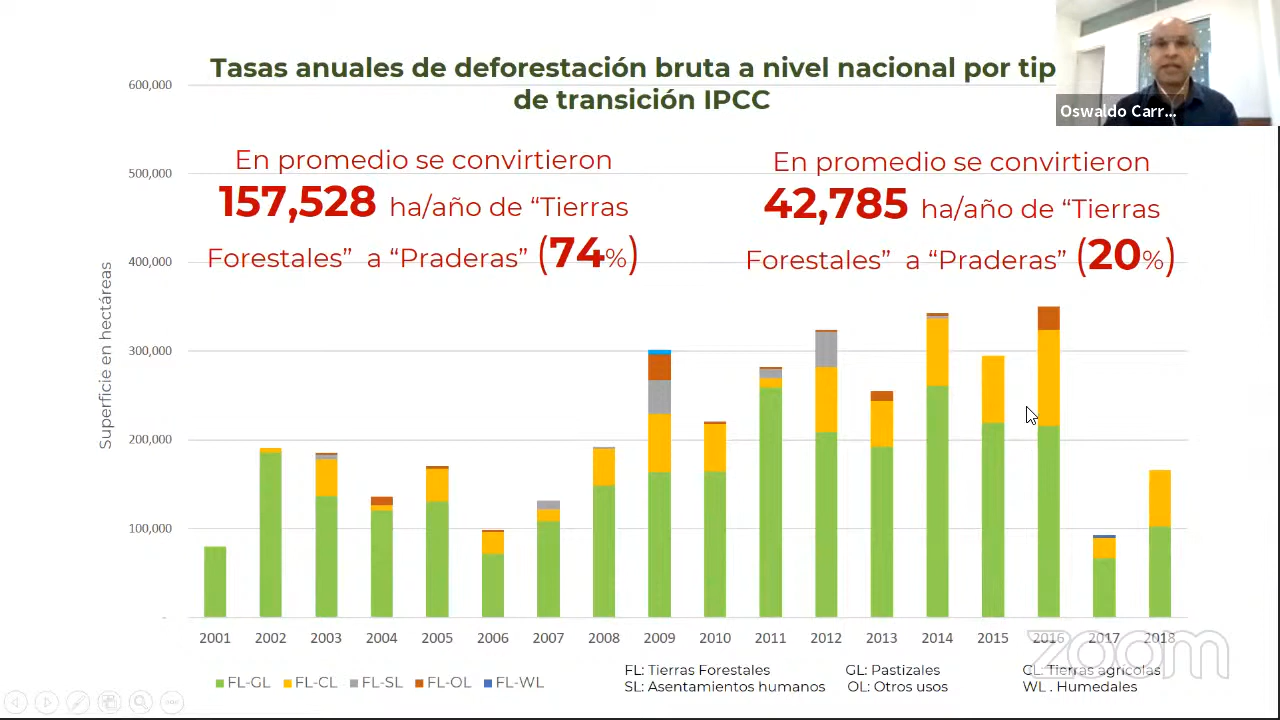 Tasas anuales de deforestación bruta a nivel nacional por tip
de transición IPCC
Oswaldo Carr...
En promedio se convirtieron
157,528 ha/año de “Tierras
Forestales” a “Praderas” (74%)
En promedio se convirtieron
42,785 ha/año de “Tierras
Forestales” a “Praderas” (20%)
Superficie en hectáreas
600,000
500,000
400,000
300,000
200,000
100,000
-
2001 2002 2003 2004 2005 2006 2007 2008 2009 2010 2011 2012 2013 2014 2015 2016 2017 2018
FL-GL FL-CL FL-SL FL-OL FL-WL
FL: Tierras Forestales GL: Pastizales CL: Tierras agrícolas
SL: Asentamientos humanos OL: Otros usos WL . Humedales
zoom